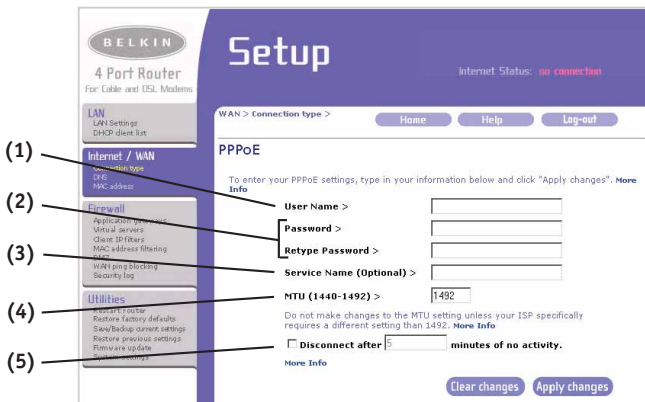 BELKIN
4 Port Router
For Cable and DSL Modems
Setup
Internet Status: no connection
LAN
LAN Settings
DHCP client list
Internet / WAN
Connection type
DNS
MAC address
Firewall
Application gateways
Virtual servers
Client IP filters
MAC address filtering
DMZ
WAN ping blocking
Security log
Utilities
Restart router
Restore factory defaults
Save/Backup current settings
Restore previous settings
Firmware update
System settings
WAN > Connection type >
Home
Help
Log-out
PPPoE
To enter your PPPoE settings, type in your information below and click "Apply changes". More
Info
(1)
User Name >
(2)
Password >
Retype Password >
(3)
Service Name (Optional) >
(4)
MTU (1440-1492) > 1492
Do not make changes to the MTU setting unless your ISP specifically
requires a different setting than 1492. More Info
(5)
Disconnect after 5 minutes of no activity.
More Info
Clear changes
Apply changes